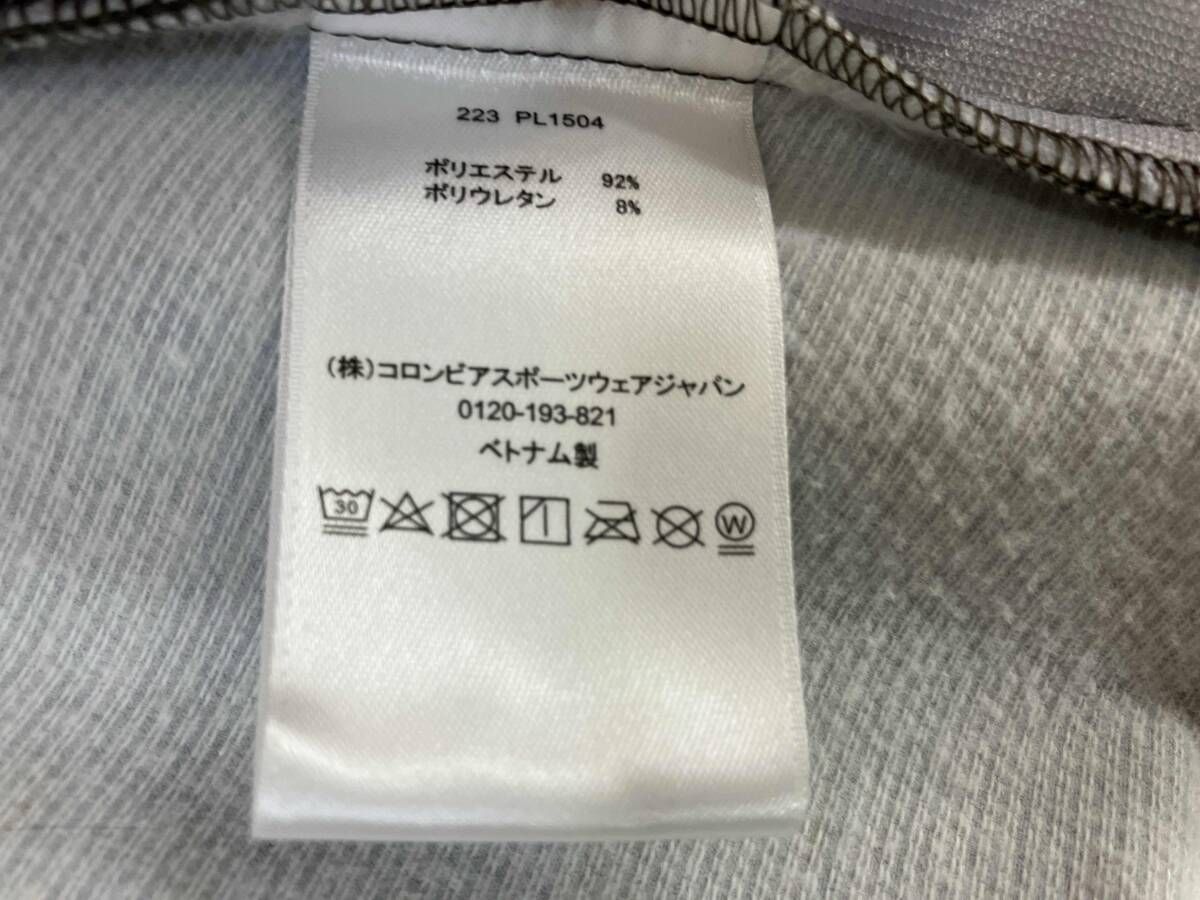 223 PL1504
ポリエステル 92%
ポリウレタン 8%
(株)コロンビアスポーツウェアジャパン
0120-193-821
ベトナム製
30 W